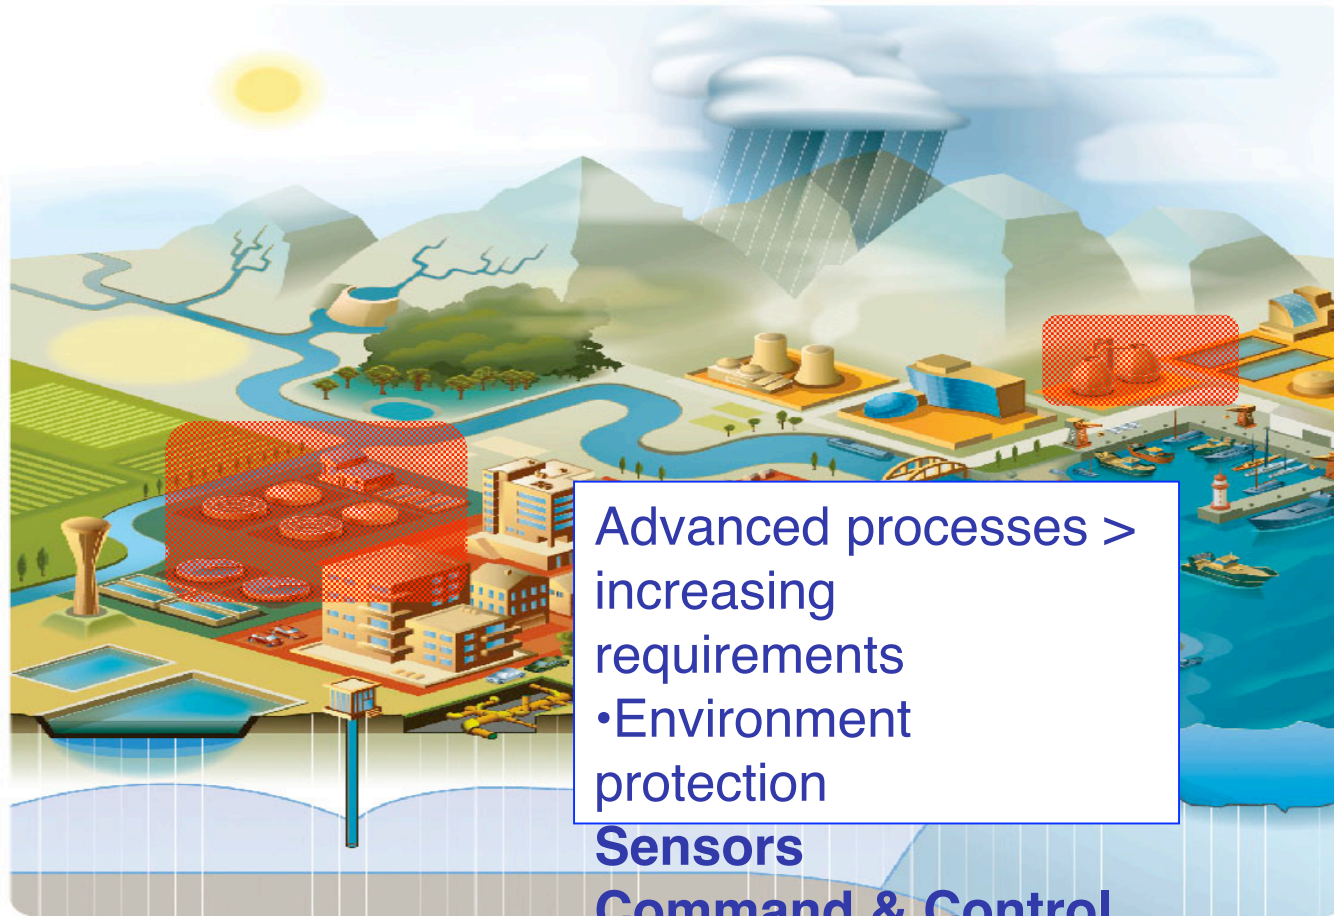 Advanced processes >
increasing
requirements
•Environment
protection
Sensors
Command & Control